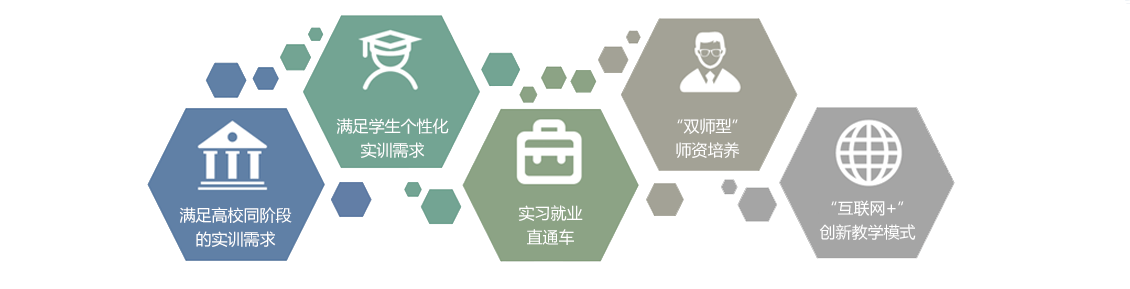 满足高校同阶段
的实训需求
满足学生个性化
实训需求
实习就业
直通车
“双师型”
师资培养
“互联网+”
创新教学模式